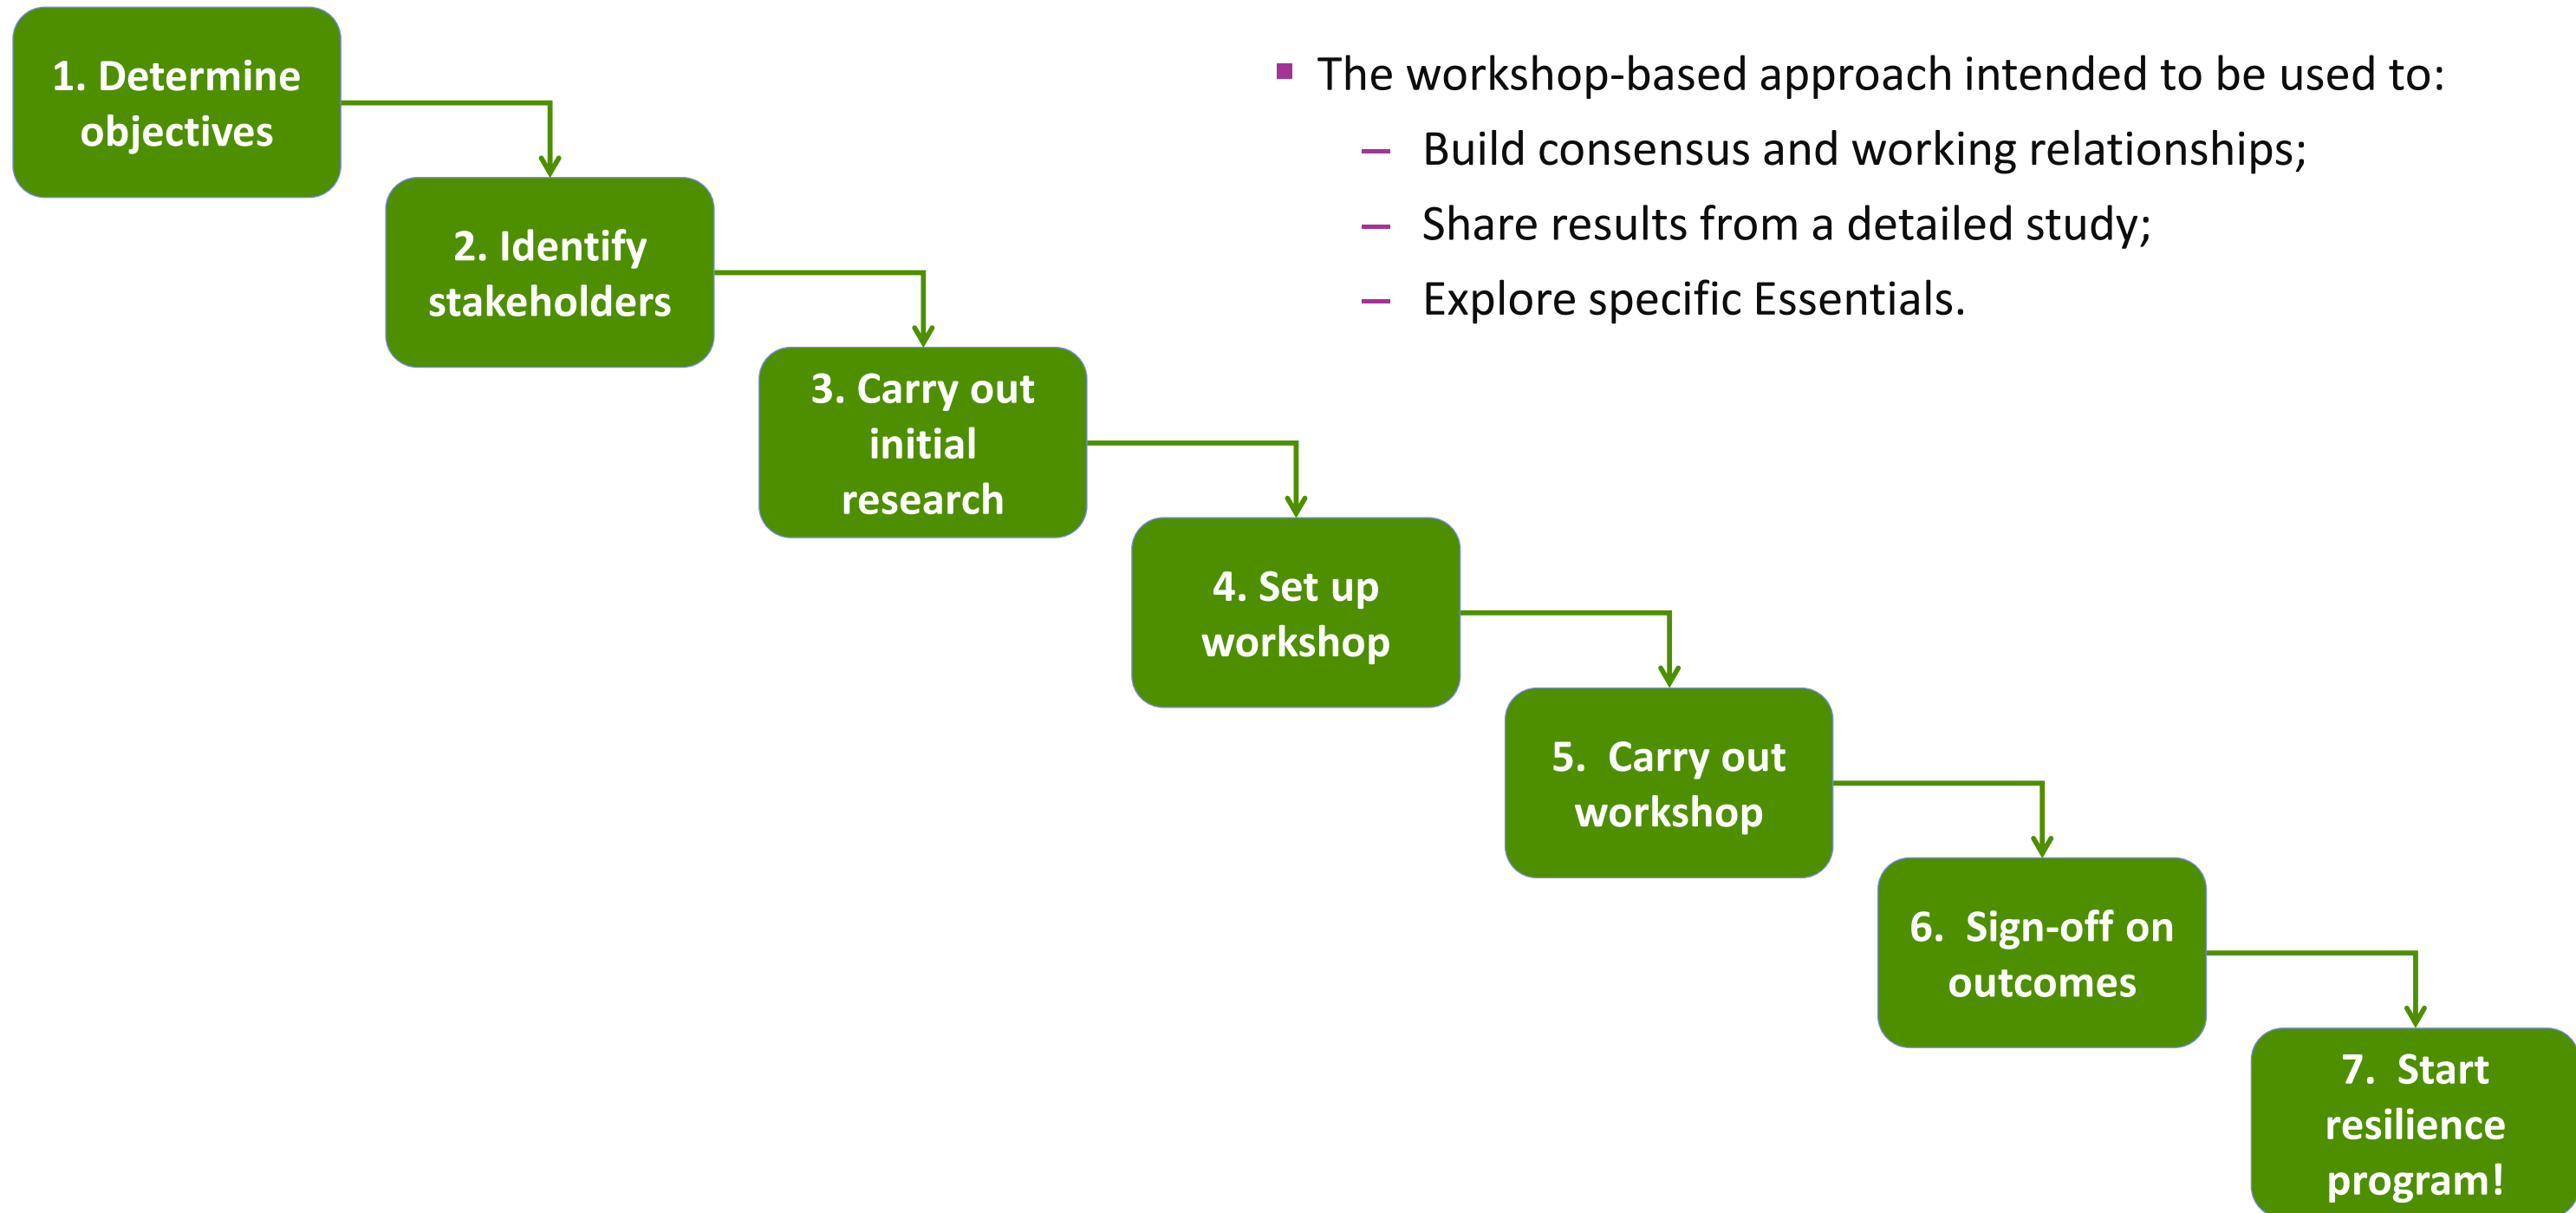 1. Determine
objectives
▪ The workshop-based approach intended to be used to:
– Build consensus and working relationships;
– Share results from a detailed study;
– Explore specific Essentials.
2. Identify
stakeholders
3. Carry out
initial
research
4. Set up
workshop
5.  Carry out
workshop
6.  Sign-off on
outcomes
7.  Start
resilience
program!